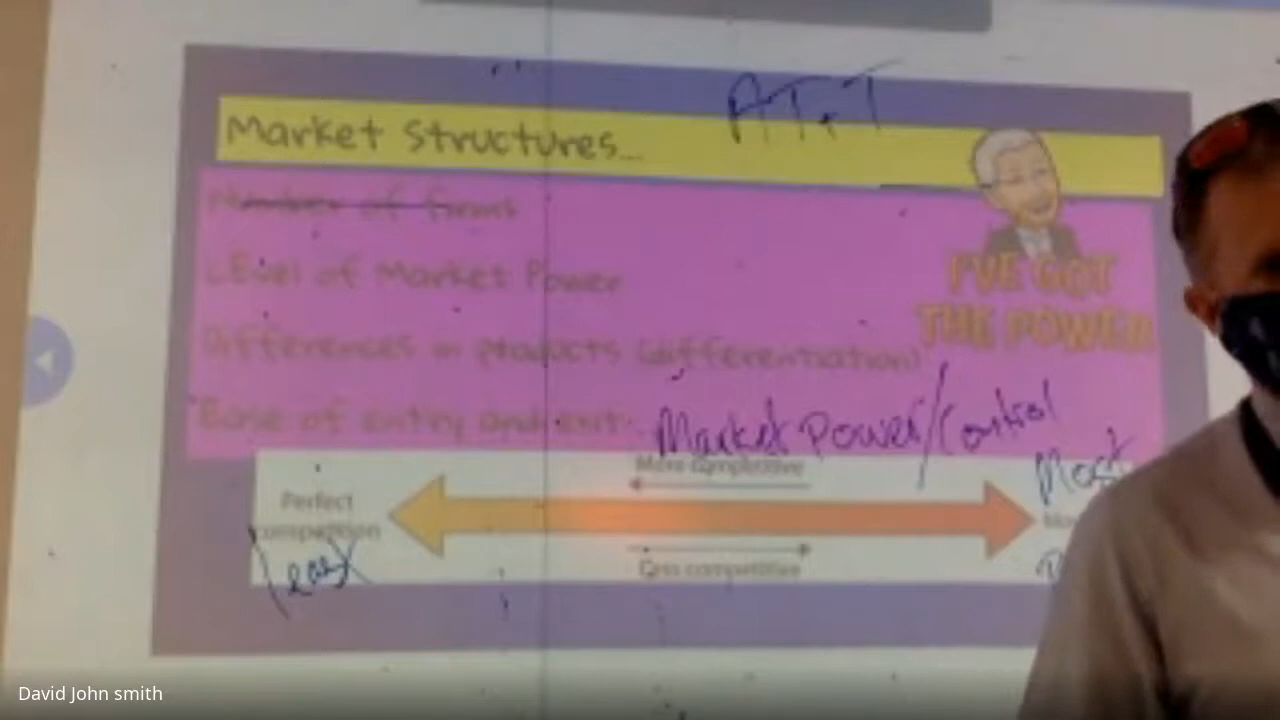 AT&T
Market Structures...
Number of firms
Level of Market Power
Differences in products (differentiation)
I'VE GOT
THE POWER
Ease of entry and exit
Market Power/Control
Most
More competitive
Perfect
competition
least
Less competitive
David John smith